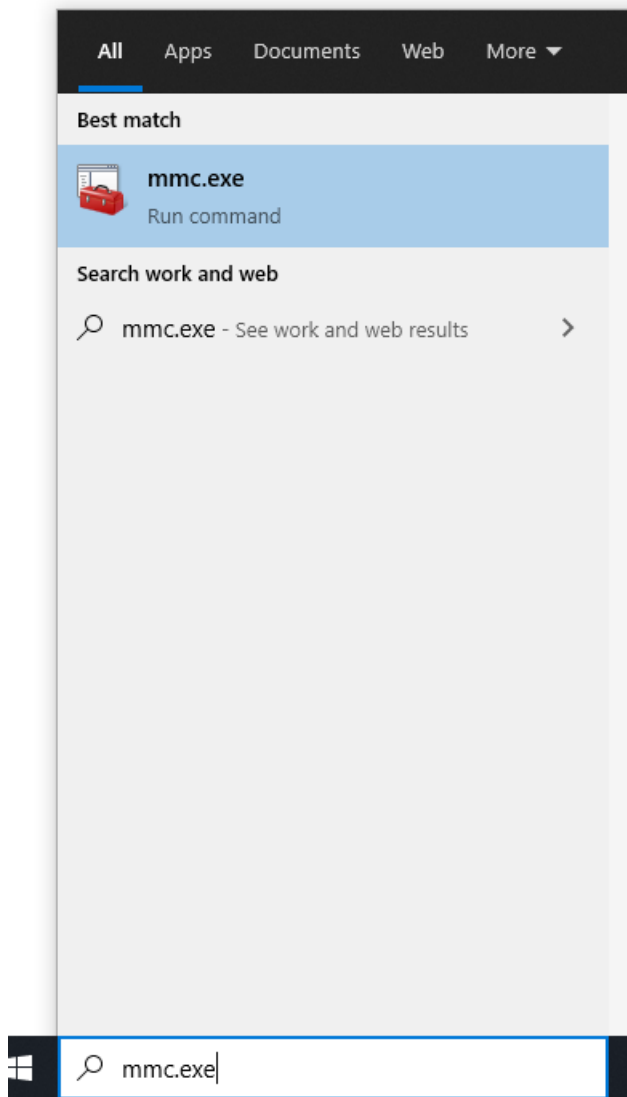 All Apps Documents Web More
Best match
mmc.exe
Run command
Search work and web
mmc.exe - See work and web results
mmc.exe